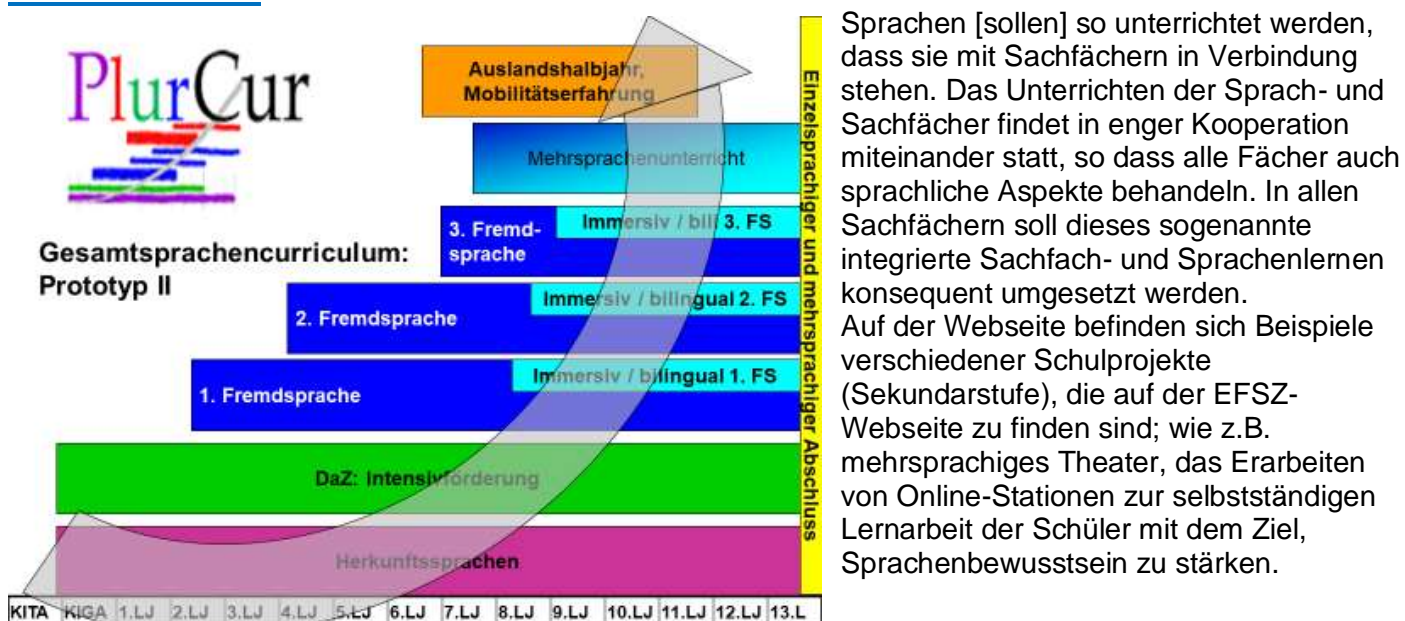 PlurCur
Gesamtsprachencurriculum:
Prototyp II
Auslandshalbjahr,
Mobilitätserfahrung
Mehrsprachenunterricht
3. Fremd-
sprache
Immersiv / bili 3. FS
2. Fremdsprache
Immersiv / bilingual 2. FS
1. Fremdsprache
Immersiv / bilingual 1. FS
DaZ: Intensivförderung
Herkunftssprachen
Einzelsprachiger und mehrsprachiger Abschluss
KITA KIGA 1.LJ 2.LJ 3.LJ 4.LJ 5.LJ 6.LJ 7.LJ 8.LJ 9.LJ 10.LJ 11.LJ 12.LJ 13.L
Sprachen [sollen] so unterrichtet werden,
dass sie mit Sachfächern in Verbindung
stehen. Das Unterrichten der Sprach- und
Sachfächer findet in enger Kooperation
miteinander statt, so dass alle Fächer auch
sprachliche Aspekte behandeln. In allen
Sachfächern soll dieses sogenannte
integrierte Sachfach- und Sprachenlernen
konsequent umgesetzt werden.
Auf der Webseite befinden sich Beispiele
verschiedener Schulprojekte
(Sekundarstufe), die auf der EFSZ-
Webseite zu finden sind; wie z.B.
mehrsprachiges Theater, das Erarbeiten
von Online-Stationen zur selbstständigen
Lernarbeit der Schüler mit dem Ziel,
Sprachenbewusstsein zu stärken.